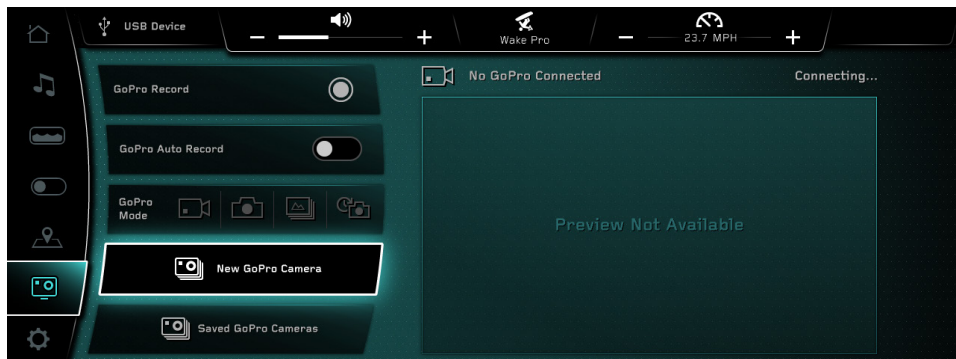 USB Device
Wake Pro
23.7 MPH
GoPro Record
GoPro Auto Record
GoPro
Mode
New GoPro Camera
Saved GoPro Cameras
No GoPro Connected
Connecting...
Preview Not Available